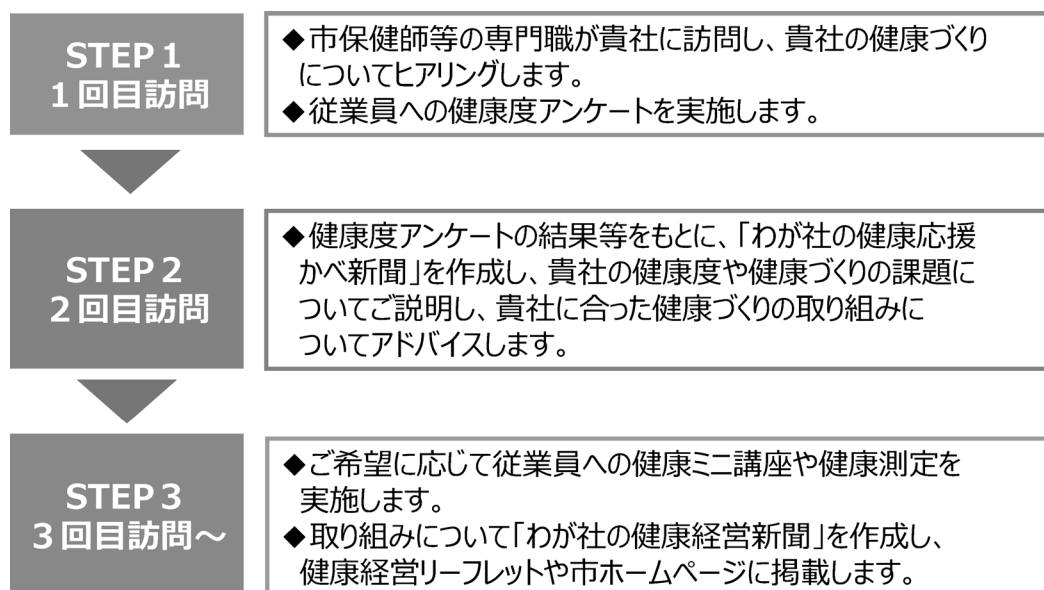 STEP１
１回目訪問
◆市保健師等の専門職が貴社に訪問し、貴社の健康づくり
についてヒアリングします。
◆従業員への健康度アンケートを実施します。
STEP２
２回目訪問
◆健康度アンケートの結果等をもとに、「わが社の健康応援
かべ新聞」を作成し、貴社の健康度や健康づくりの課題に
ついてご説明し、貴社に合った健康づくりの取り組みに
ついてアドバイスします。
STEP３
３回目訪問～
◆ご希望に応じて従業員への健康ミニ講座や健康測定を
実施します。
◆取り組みについて「わが社の健康経営新聞」を作成し、
健康経営リーフレットや市ホームページに掲載します。